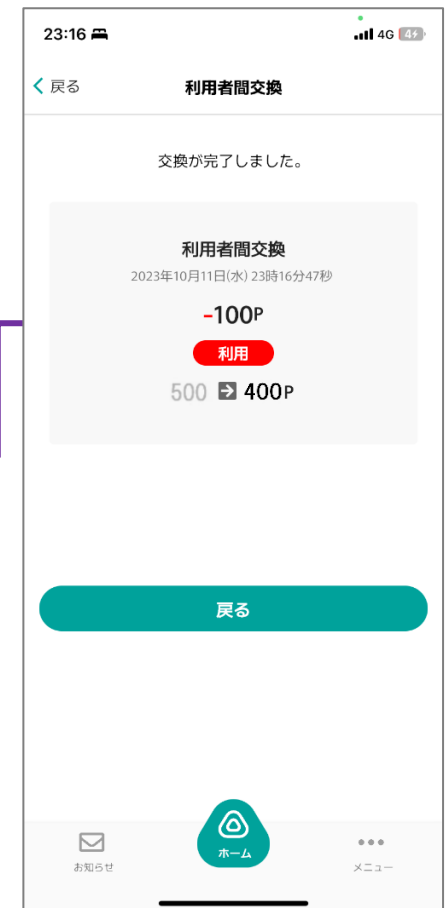 23:16 4G 4
戻る 利用者間交換
交換が完了しました。
利用者間交換
2023年10月11日(水) 23時16分47秒
-100P
利用
500 → 400P
戻る
お知らせ ホーム メニュー